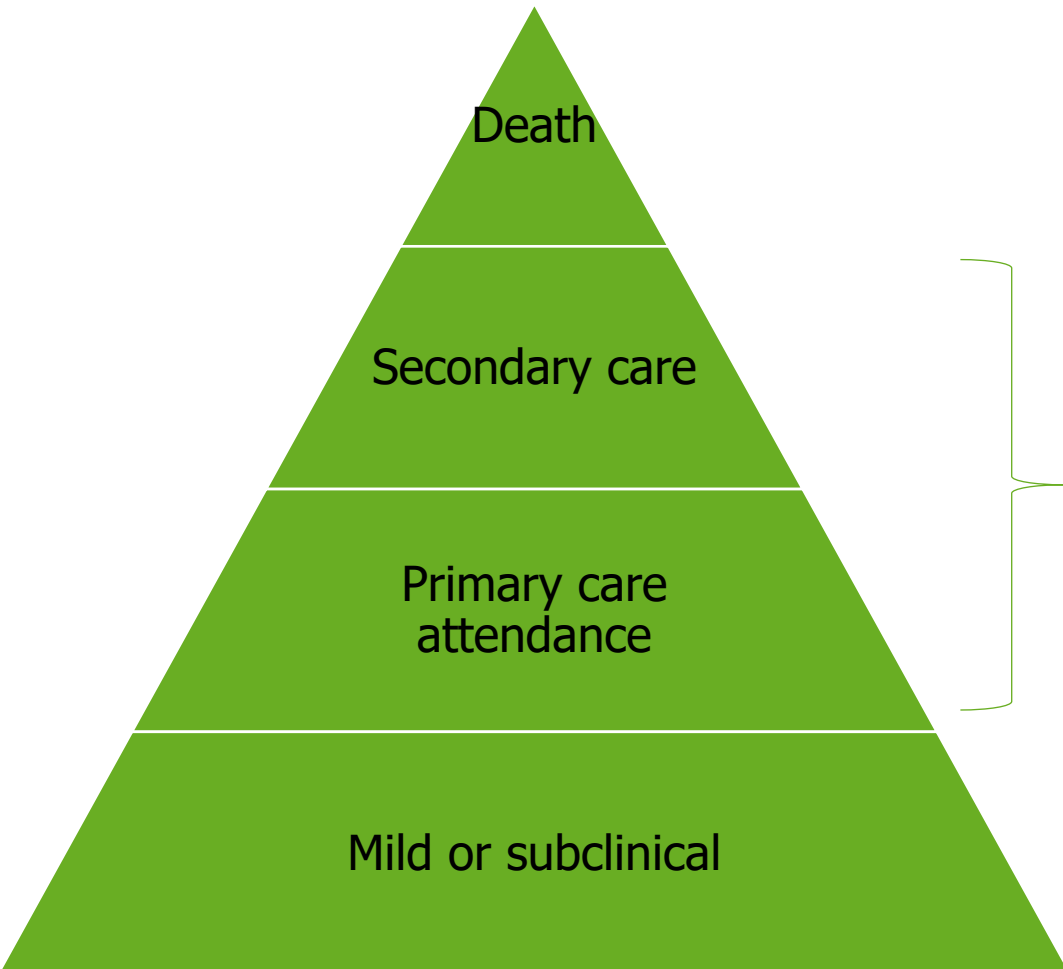 Death
Secondary care
Primary care
attendance
Mild or subclinical